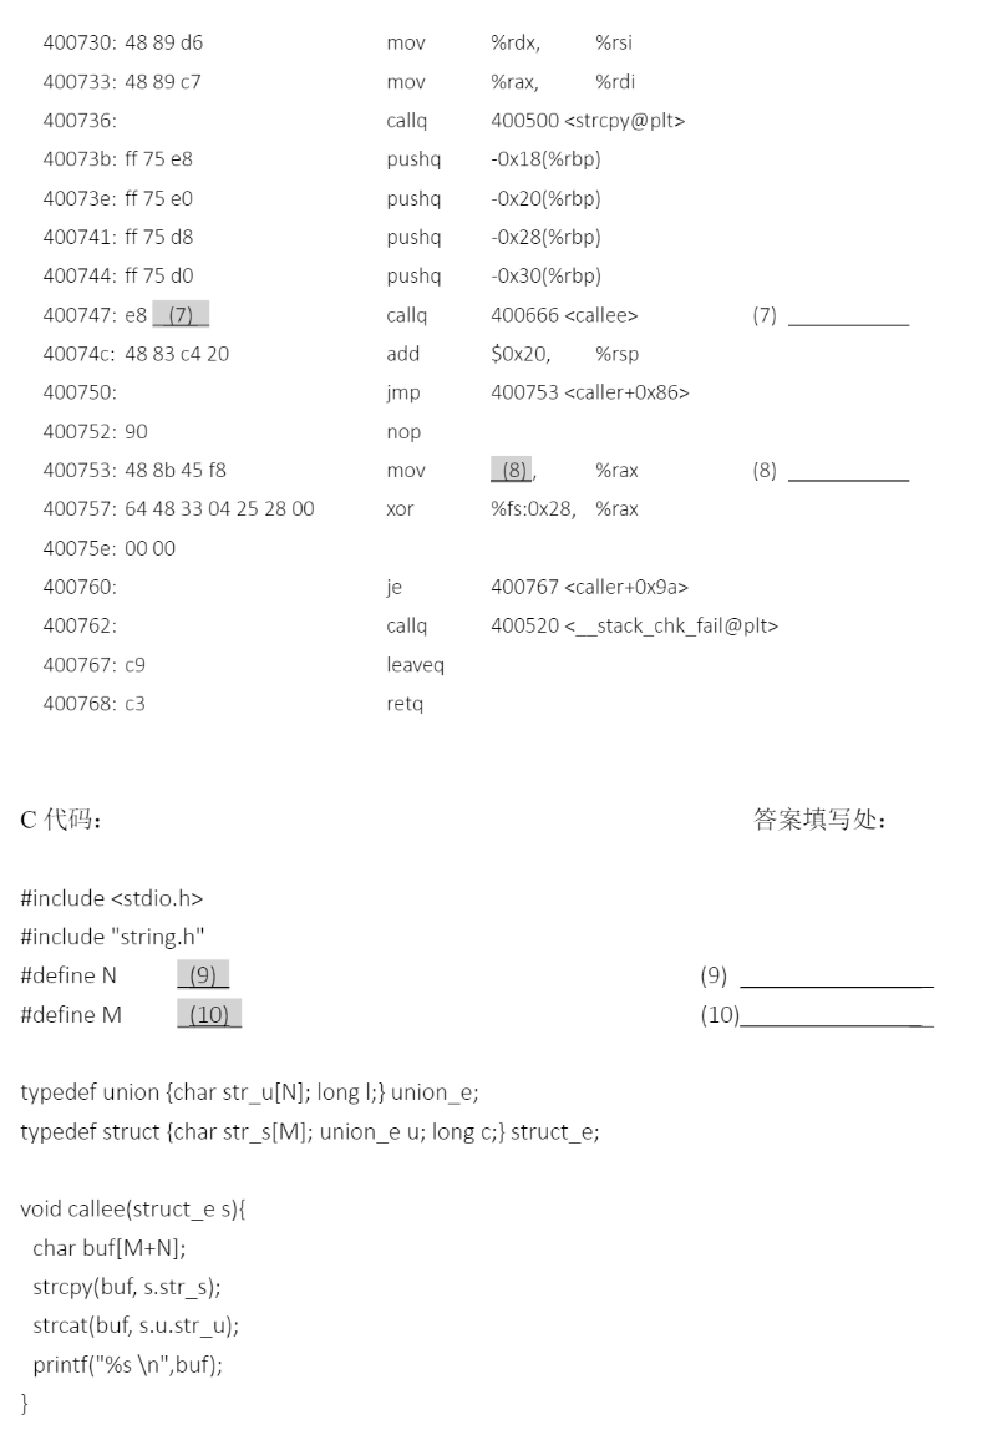 400730: 48 89 d6 mov %rdx, %rsi
400733: 48 89 c7 mov %rax, %rdi
400736: callq 400500 <strcpy@plt>
40073b: ff 75 e8 pushq -0x18(%rbp)
40073e: ff 75 e0 pushq -0x20(%rbp)
400741: ff 75 d8 pushq -0x28(%rbp)
400744: ff 75 d0 pushq -0x30(%rbp)
400747: e8 (7) callq 400666 <callee> (7) __________
40074c: 48 83 c4 20 add $0x20, %rsp
400750: jmp 400753 <caller+0x86>
400752: 90 nop
400753: 48 8b 45 f8 mov (8), %rax (8) __________
400757: 64 48 33 04 25 28 00 xor %fs:0x28, %rax
40075e: 00 00
400760: je 400767 <caller+0x9a>
400762: callq 400520 <__stack_chk_fail@plt>
400767: c9 leaveq
400768: c3 retq
C 代码： 答案填写处：
#include <stdio.h>
#include "string.h"
#define N (9) (9) ________________
#define M (10) (10)________________
typedef union {char str_u[N]; long l;} union_e;
typedef struct {char str_s[M]; union_e u; long c;} struct_e;
void callee(struct_e s){
char buf[M+N];
strcpy(buf, s.str_s);
strcat(buf, s.u.str_u);
printf("%s \n",buf);
}